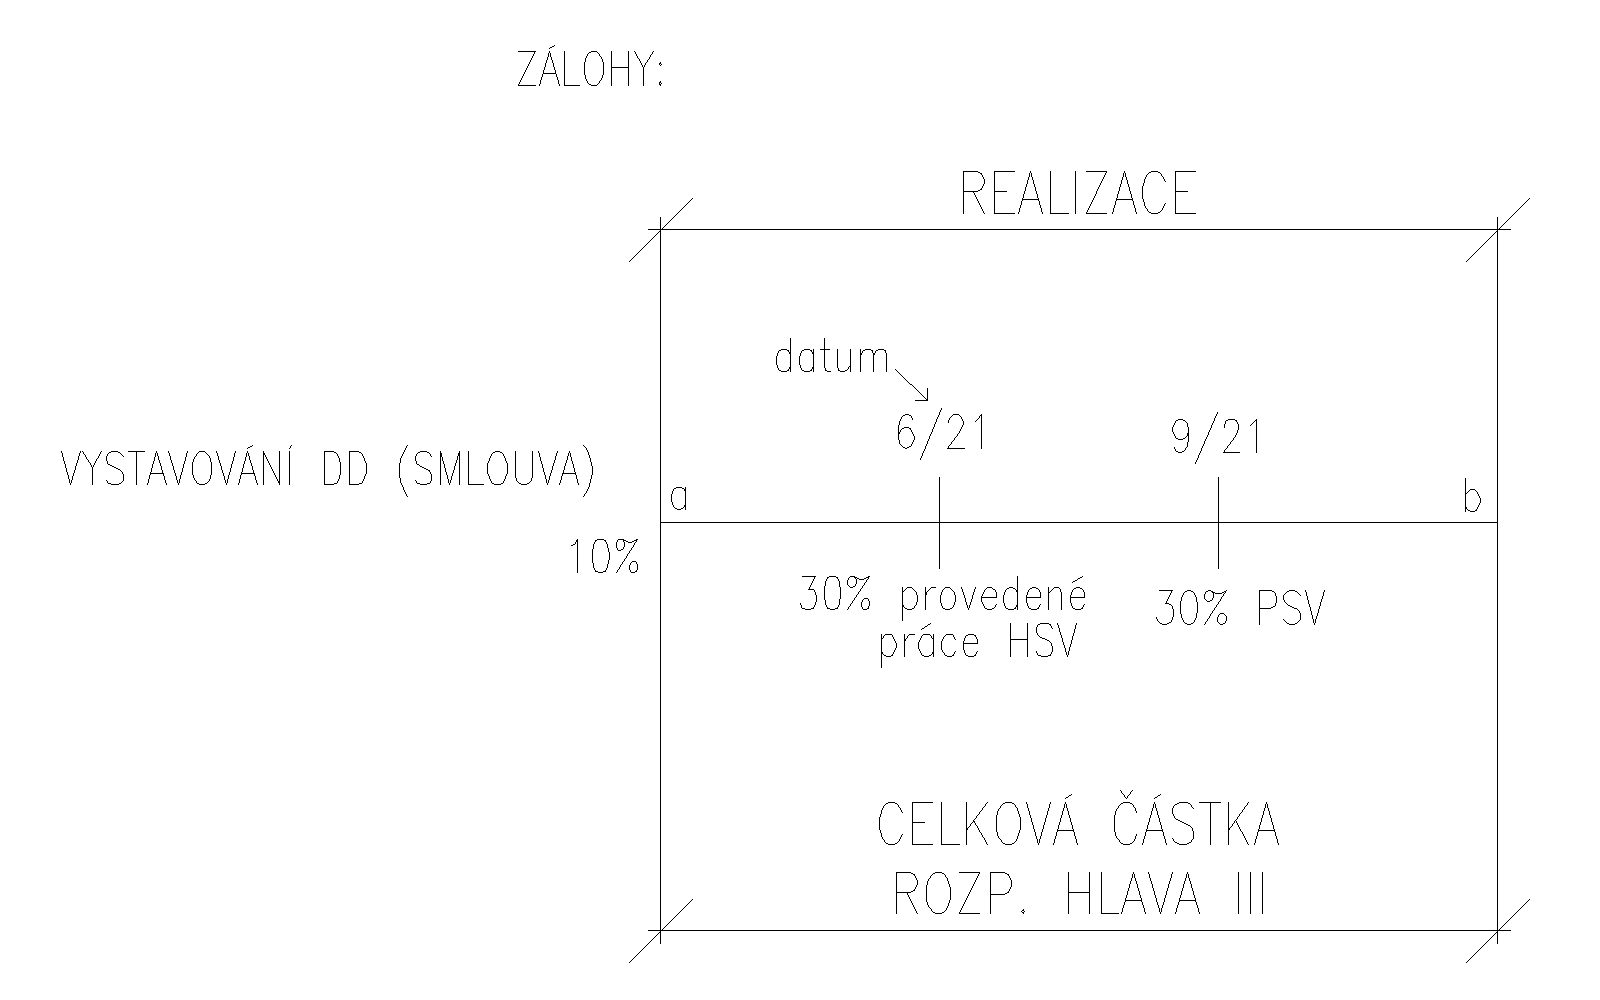 ZÁLOHY:
REALIZACE
datum
6/21
9/21
VYSTAVOVÁNÍ DD (SMLOUVA)
a
b
10%
30% provedené
práce HSV
30% PSV
CELKOVÁ ČÁSTKA
ROZP. HLAVA III